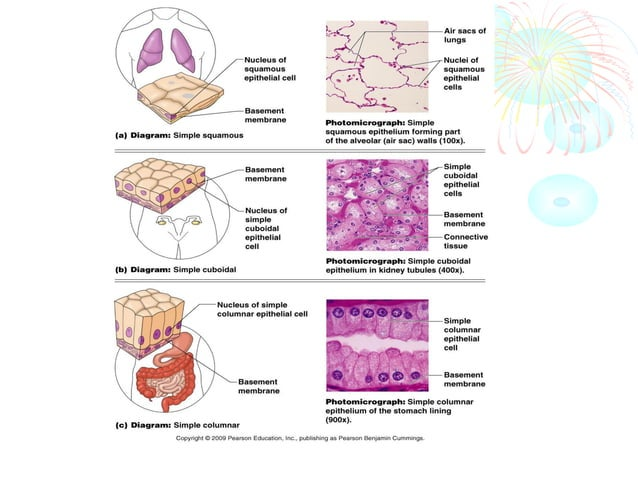 Nucleus of
squamous
epithelial cell
Basement
membrane
(a) Diagram: Simple squamous
Air sacs of
lungs
Nuclei of
squamous
epithelial
cells
Photomicrograph: Simple
squamous epithelium forming part
of the alveolar (air sac) walls (100x).
Basement
membrane
Nucleus of
simple
cuboidal
epithelial
cell
(b) Diagram: Simple cuboidal
Simple
cuboidal
epithelial
cells
Basement
membrane
Connective
tissue
Photomicrograph: Simple cuboidal
epithelium in kidney tubules (400x).
Nucleus of simple
columnar epithelial cell
Basement
membrane
(c) Diagram: Simple columnar
Simple
columnar
epithelial
cell
Basement
membrane
Photomicrograph: Simple columnar
epithelium of the stomach lining
(900x).
Copyright © 2009 Pearson Education, Inc., publishing as Pearson Benjamin Cummings.